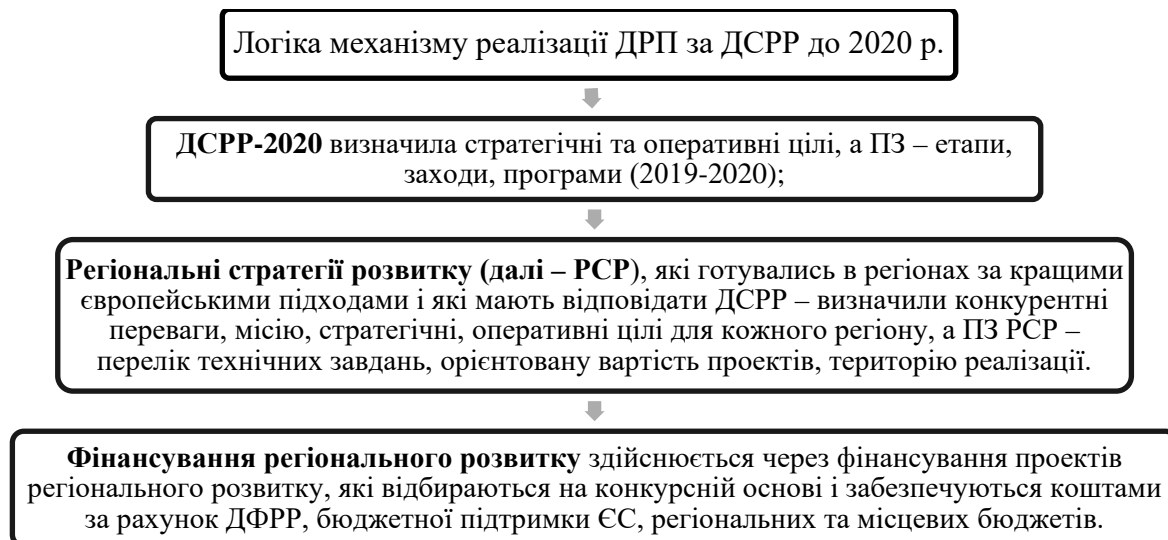 Логіка механізму реалізації ДРП за ДСРР до 2020 р.
ДСРР-2020 визначила стратегічні та оперативні цілі, а ПЗ – етапи,
заходи, програми (2019-2020);
Регіональні стратегії розвитку (далі – РСР), які готувались в регіонах за кращими
європейськими підходами і які мають відповідати ДСРР – визначили конкурентні
переваги, місію, стратегічні, оперативні цілі для кожного регіону, а ПЗ РСР –
перелік технічних завдань, орієнтовану вартість проектів, територію реалізації.
Фінансування регіонального розвитку здійснюється через фінансування проектів
регіонального розвитку, які відбираються на конкурсній основі і забезпечуються коштами
за рахунок ДФРР, бюджетної підтримки ЄС, регіональних та місцевих бюджетів.